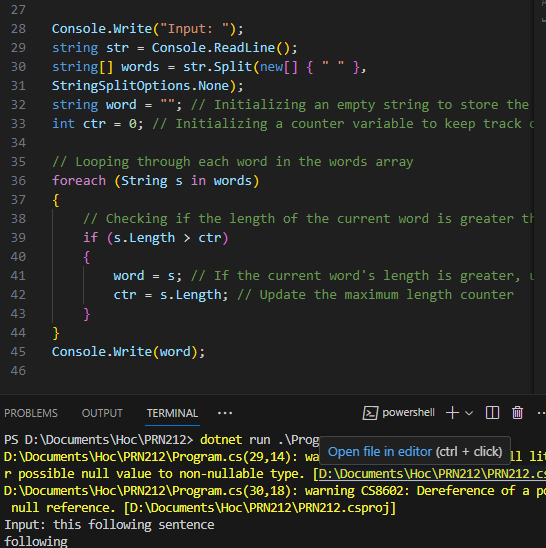 27
28 Console.Write("Input: ");
29 string str = Console.ReadLine();
30 string[] words = str.Split(new[] { " " },
31 StringSplitOptions.None);
32 string word = ""; // Initializing an empty string to store the
33 int ctr = 0; // Initializing a counter variable to keep track
34
35 // Looping through each word in the words array
36 foreach (String s in words)
37 {
38 // Checking if the length of the current word is greater
39 if (s.Length > ctr)
40 {
41 word = s; // If the current word's length is greater,
42 ctr = s.Length; // Update the maximum length counter
43 }
44 }
45 Console.Write(word);
46
PROBLEMS OUTPUT TERMINAL ... powershell
PS D:\Documents\Hoc\PRN212> dotnet run .\Prog
Open file in editor (ctrl + click)
D:\Documents\Hoc\PRN212\Program.cs(29,14): wa ll lit
r possible null value to non-nullable type. [D:\Documents\Hoc\PRN212\PRN212.cs
D:\Documents\Hoc\PRN212\Program.cs(30,18): warning CS8602: Dereference of a po
null reference. [D:\Documents\Hoc\PRN212\PRN212.csproj]
Input: this following sentence
following